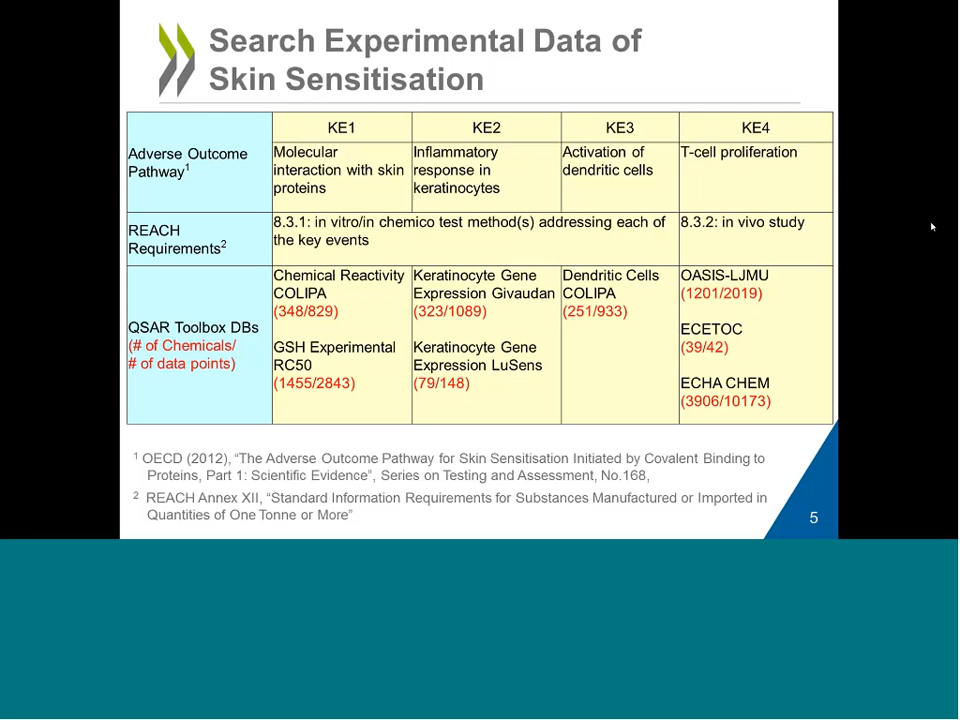 Search Experimental Data of
Skin Sensitisation
KE1
KE2
KE3
KE4
Adverse Outcome
Pathway1
Molecular
interaction with skin
proteins
Inflammatory
response in
keratinocytes
Activation of
dendritic cells
T-cell proliferation
REACH
Requirements2
8.3.1: in vitro/in chemico test method(s) addressing each of
the key events
8.3.2: in vivo study
QSAR Toolbox DBs
(# of Chemicals/
# of data points)
Chemical Reactivity
COLIPA
(348/829)
GSH Experimental
RC50
(1455/2843)
Keratinocyte Gene
Expression Givaudan
(323/1089)
Keratinocyte Gene
Expression LuSens
(79/148)
Dendritic Cells
COLIPA
(251/933)
OASIS-LJMU
(1201/2019)
ECETOC
(39/42)
ECHA CHEM
(3906/10173)
1 OECD (2012), “The Adverse Outcome Pathway for Skin Sensitisation Initiated by Covalent Binding to
Proteins, Part 1: Scientific Evidence”, Series on Testing and Assessment, No.168,
2 REACH Annex XII, “Standard Information Requirements for Substances Manufactured or Imported in
Quantities of One Tonne or More”
5